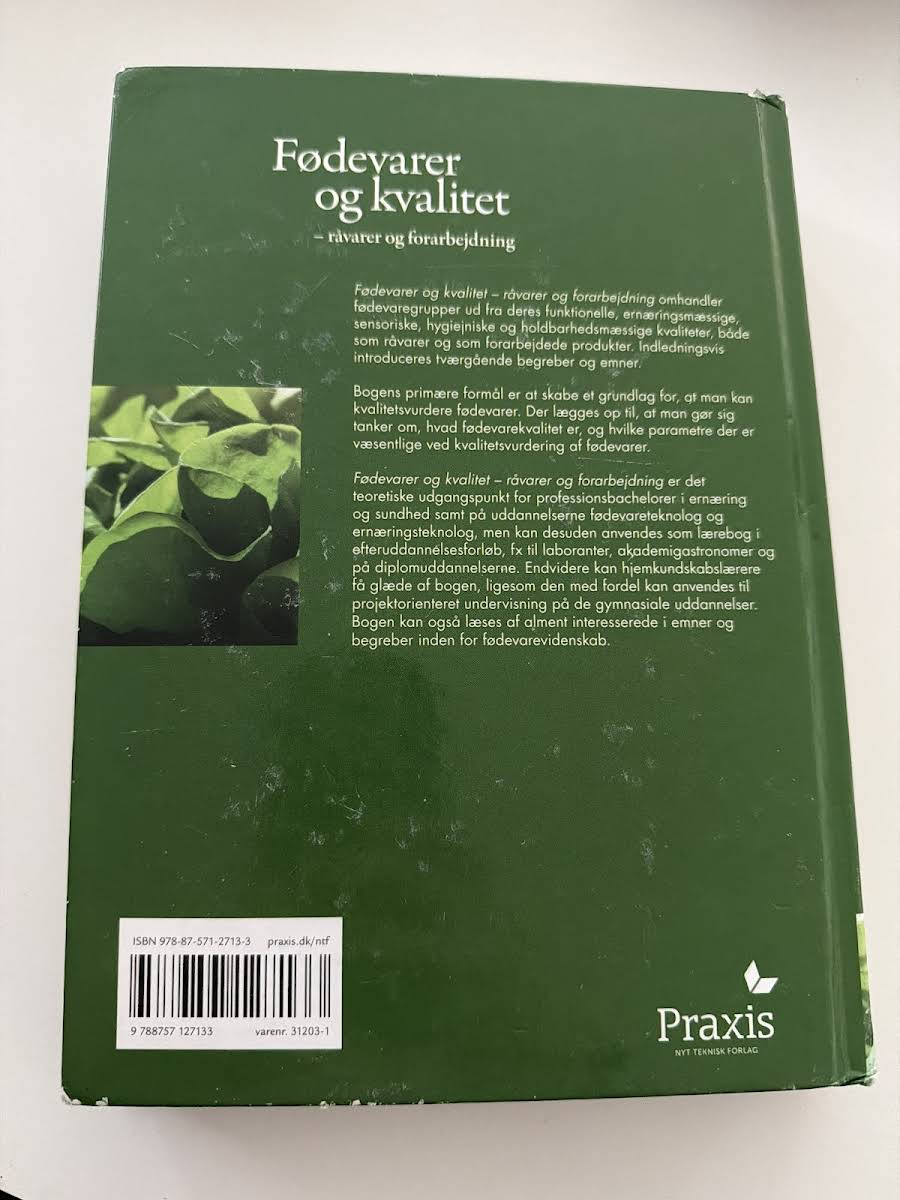 Fødevarer
og kvalitet
– råvarer og forarbejdning
Fødevarer og kvalitet – råvarer og forarbejdning omhandler
fødevaregrupper ud fra deres funktionelle, ernæringsmæssige,
sensoriske, hygiejniske og holdbarhedsmæssige kvaliteter, både
som råvarer og som forarbejdede produkter. Indledningsvis
introduceres tværgående begreber og emner.
Bogens primære formål er at skabe et grundlag for, at man kan
kvalitetsvurdere fødevarer. Der lægges op til, at man gør sig
tanker om, hvad fødevarekvalitet er, og hvilke parametre der er
væsentlige ved kvalitetsvurdering af fødevarer.
Fødevarer og kvalitet – råvarer og forarbejdning er det
teoretiske udgangspunkt for professionsbachelorer i ernæring
og sundhed samt på uddannelserne fødevareteknolog og
ernæringsteknolog, men kan desuden anvendes som lærebog i
efteruddannelsesforløb, fx til laboranter, akademigastronomer og
på diplomuddannelserne. Endvidere kan hjemkundskabslærere
få glæde af bogen, ligesom den med fordel kan anvendes til
projektorienteret undervisning på de gymnasiale uddannelser.
Bogen kan også læses af alment interesserede i emner og
begreber inden for fødevarevidenskab.
ISBN 978-87-571-2713-3 praxis.dk/ntf
9 788757 127133 varenr. 31203-1
Praxis
NYT TEKNISK FORLAG